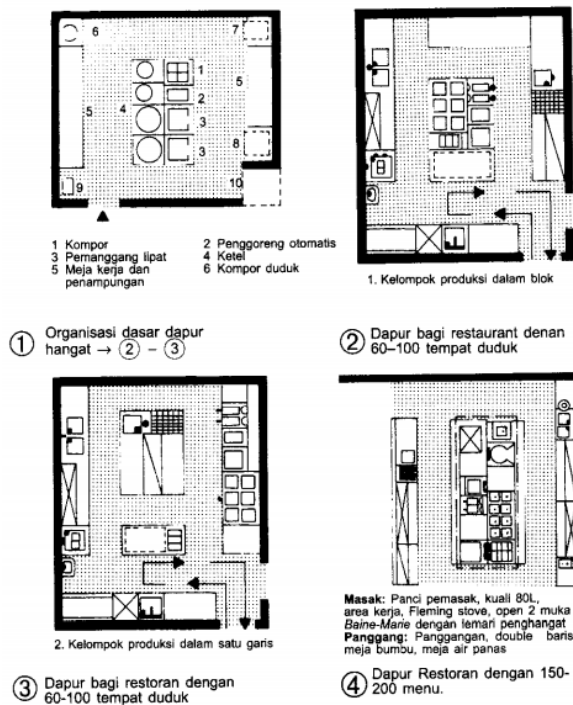 6
7
1
2
5
5
4
3
8
3
9
10
1 Kompor
2 Penggoreng otomatis
3 Pemanggang lipat
4 Ketel
5 Meja kerja dan
penampungan
6 Kompor duduk
1 Organisasi dasar dapur
hangat → 2 – 3
1. Kelompok produksi dalam blok
2 Dapur bagi restaurant denan
60–100 tempat duduk
2. Kelompok produksi dalam satu garis
3 Dapur bagi restoran dengan
60-100 tempat duduk
Masak: Panci pemasak, kuali 80L,
area kerja, Fleming stove, open 2 muka
Baine-Marie dengan lemari penghangat
Panggang: Panggangan, double baris
meja bumbu, meja air panas
4 Dapur Restoran dengan 150-
200 menu.